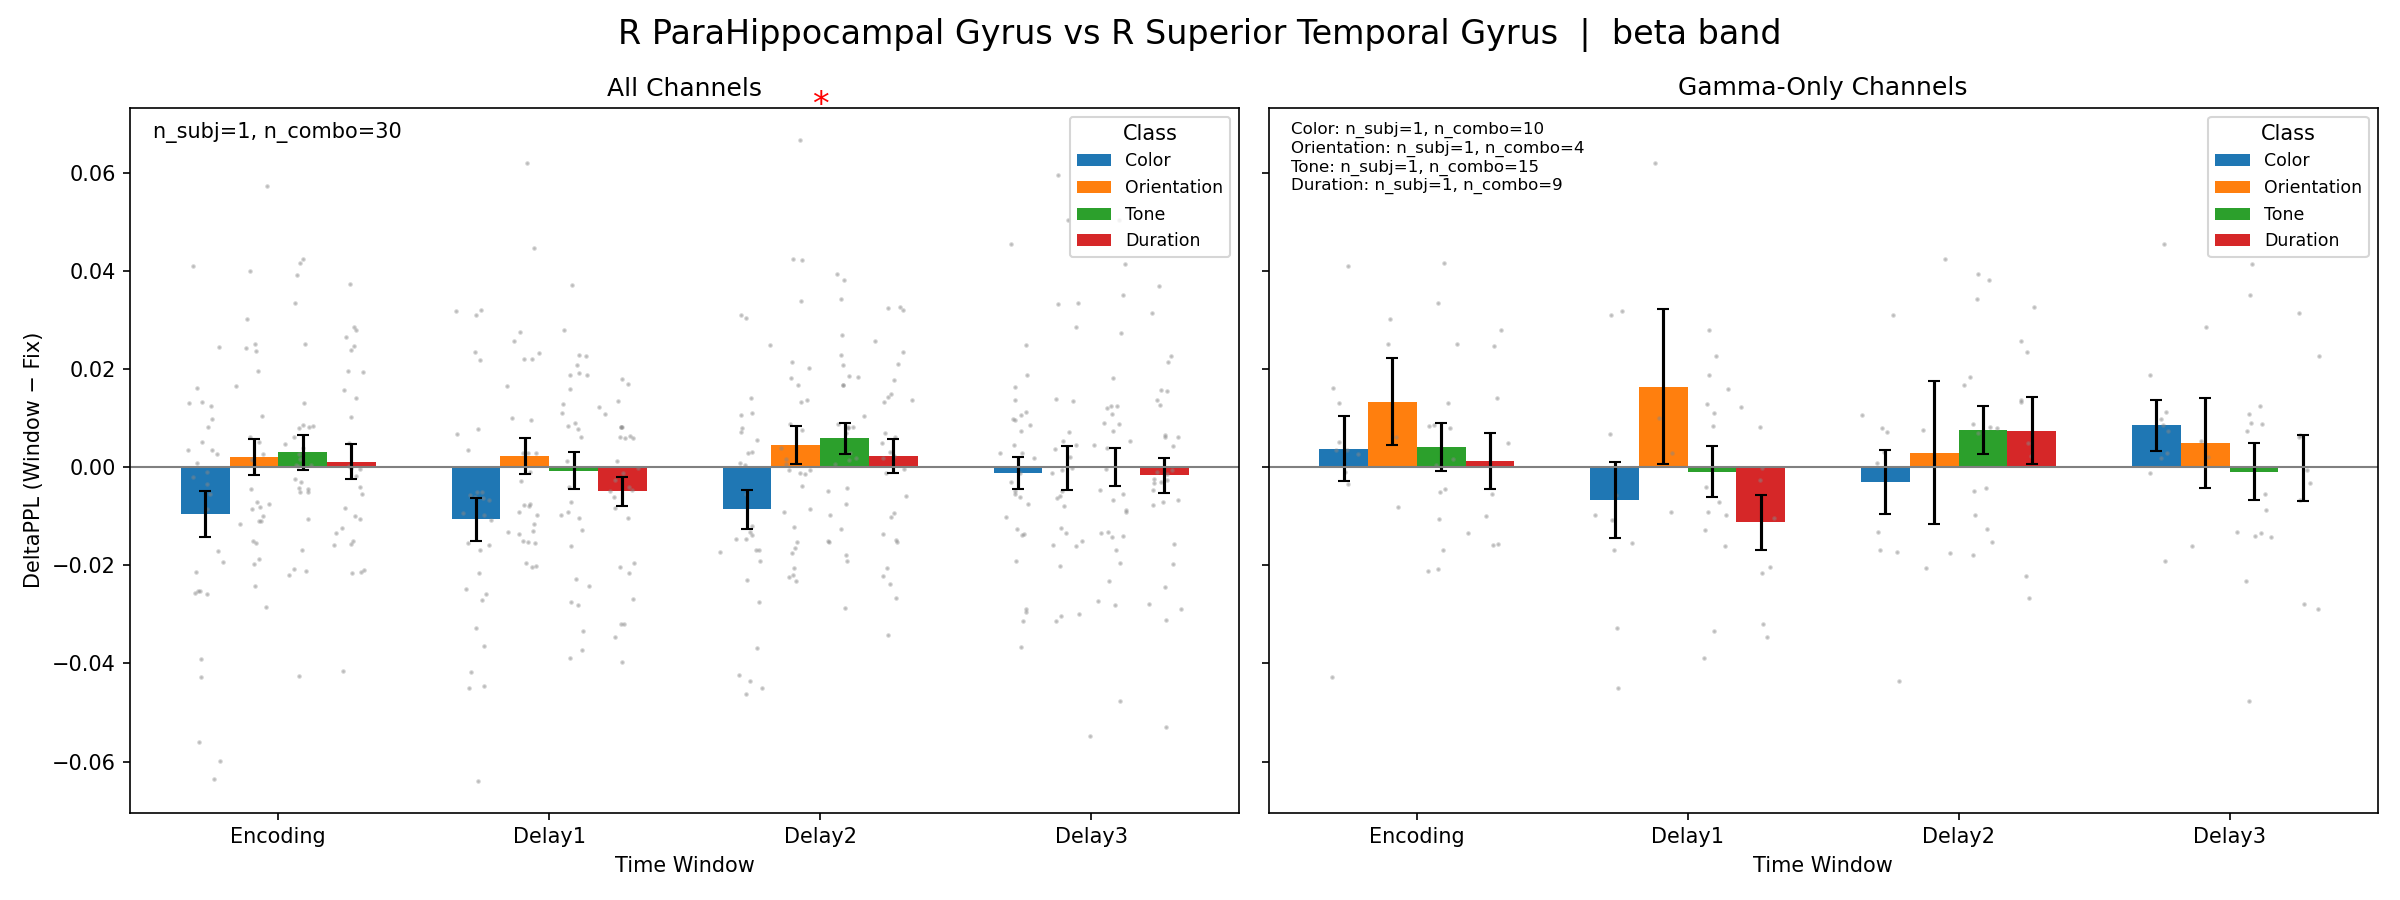 R ParaHippocampal Gyrus vs R Superior Temporal Gyrus | beta band
All Channels
*
n_subj=1, n_combo=30
Class
Color
Orientation
Tone
Duration
0.06
0.04
0.02
0.00
−0.02
−0.04
−0.06
DeltaPPL (Window − Fix)
Encoding
Delay1
Delay2
Delay3
Time Window
Gamma-Only Channels
Color: n_subj=1, n_combo=10
Orientation: n_subj=1, n_combo=4
Tone: n_subj=1, n_combo=15
Duration: n_subj=1, n_combo=9
Class
Color
Orientation
Tone
Duration
Encoding
Delay1
Delay2
Delay3
Time Window